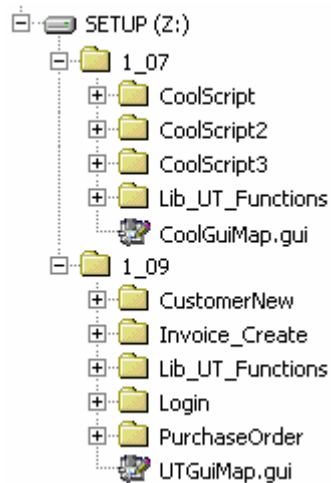 SETUP (Z:)
1_07
CoolScript
CoolScript2
CoolScript3
Lib_UT_Functions
CoolGuiMap.gui
1_09
CustomerNew
Invoice_Create
Lib_UT_Functions
Login
PurchaseOrder
UTGuiMap.gui